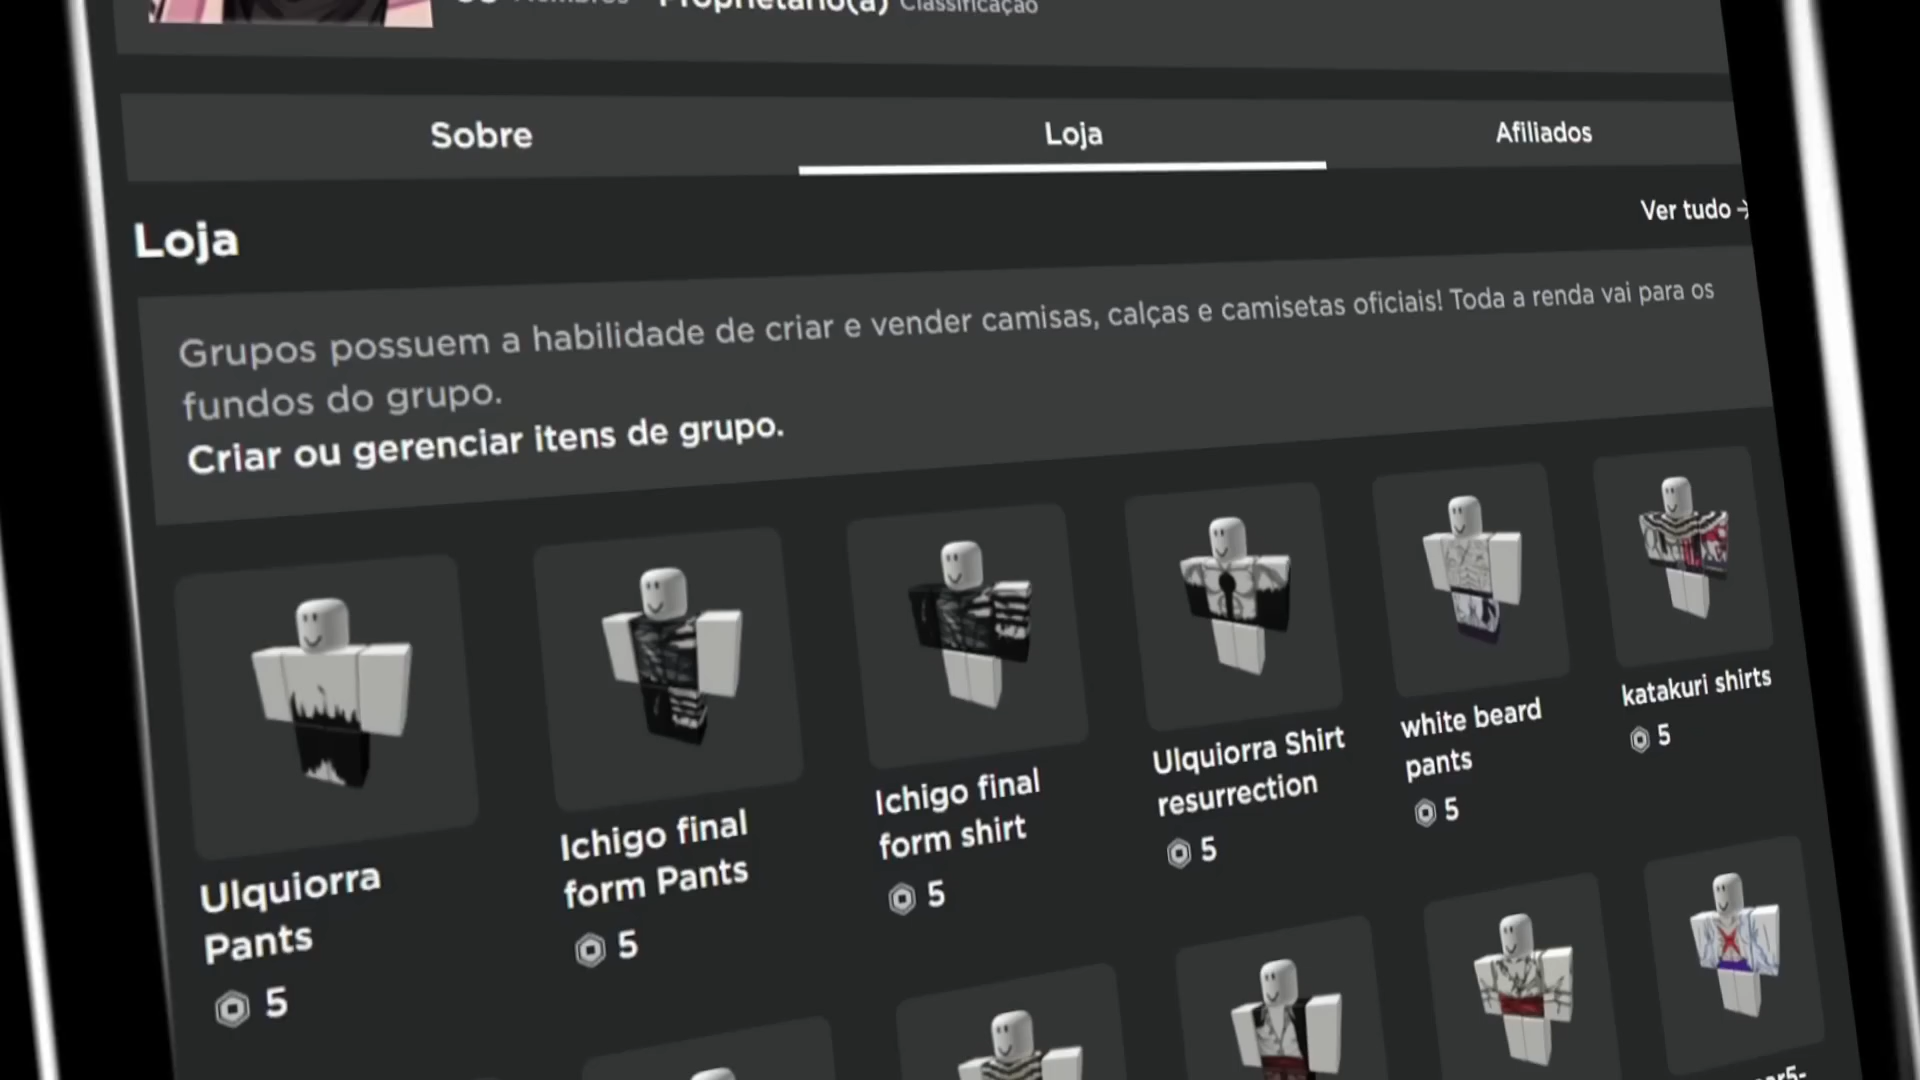 Proprietário(a) Classificação
Sobre
Loja
Afiliados
Loja
Ver tudo →
Grupos possuem a habilidade de criar e vender camisas, calças e camisetas oficiais! Toda a renda vai para os
fundos do grupo.
Criar ou gerenciar itens de grupo.
Ulquiorra
Pants
5
Ichigo final
form Pants
5
Ichigo final
form shirt
5
Ulquiorra Shirt
resurrection
5
white beard
pants
5
katakuri shirts
5